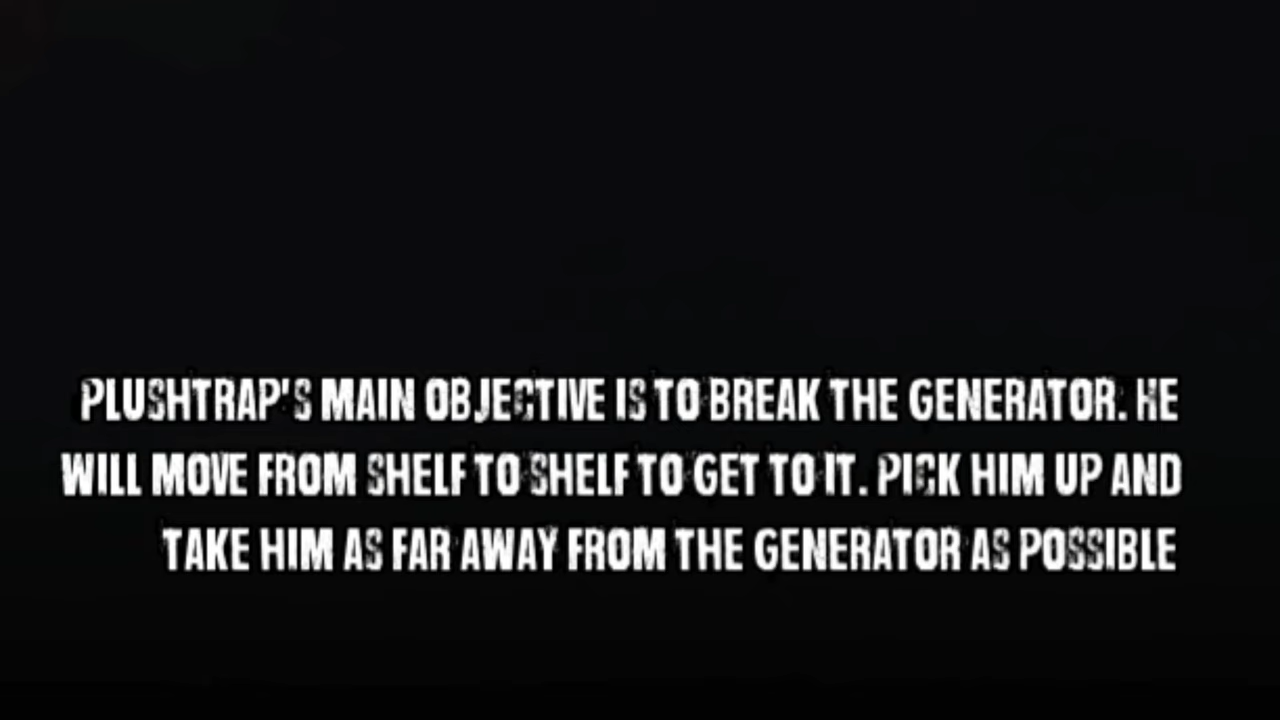 PLUSHTRAP'S MAIN OBJECTIVE IS TO BREAK THE GENERATOR. HE
WILL MOVE FROM SHELF TO SHELF TO GET TO IT. PICK HIM UP AND
TAKE HIM AS FAR AWAY FROM THE GENERATOR AS POSSIBLE